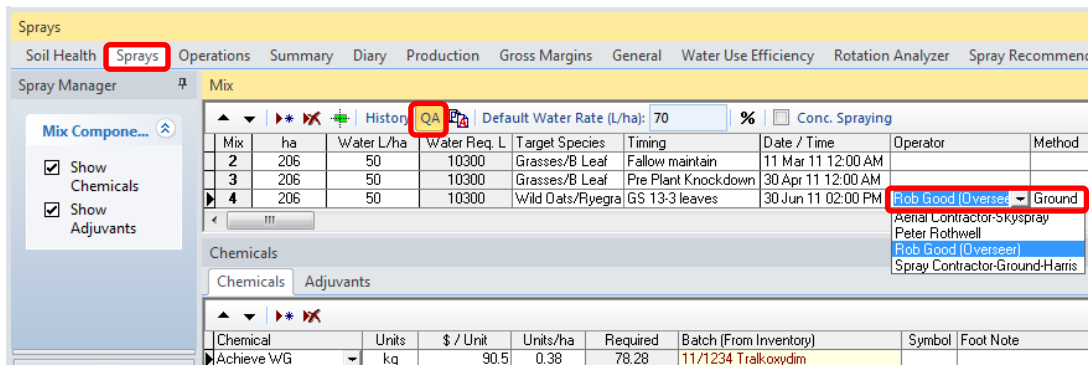 Sprays
Soil Health Sprays Operations Summary Diary Production Gross Margins General Water Use Efficiency Rotation Analyzer Spray Recommend
Spray Manager
Mix
Mix Compone...
Show Chemicals
Show Adjuvants
History QA Default Water Rate (L/ha): 70 % Conc. Spraying
Mix ha Water L/ha Water Req. L Target Species Timing Date / Time Operator Method
2 206 50 10300 Grasses/B Leaf Fallow maintain 11 Mar 11 12:00 AM
3 206 50 10300 Grasses/B Leaf Pre Plant Knockdown 30 Apr 11 12:00 AM
4 206 50 10300 Wild Oats/Ryegra GS 13-3 leaves 30 Jun 11 02:00 PM Rob Good (Oversee Ground
Aerial Contractor-Skyspray
Peter Rothwell
Rob Good (Overseer)
Spray Contractor-Ground-Harris
Chemicals
Chemicals Adjuvants
Chemical Units $ / Unit Units/ha Required Batch (From Inventory) Symbol Foot Note
Achieve WG kg 90.5 0.38 78.28 11/1234 Tralkoxydim